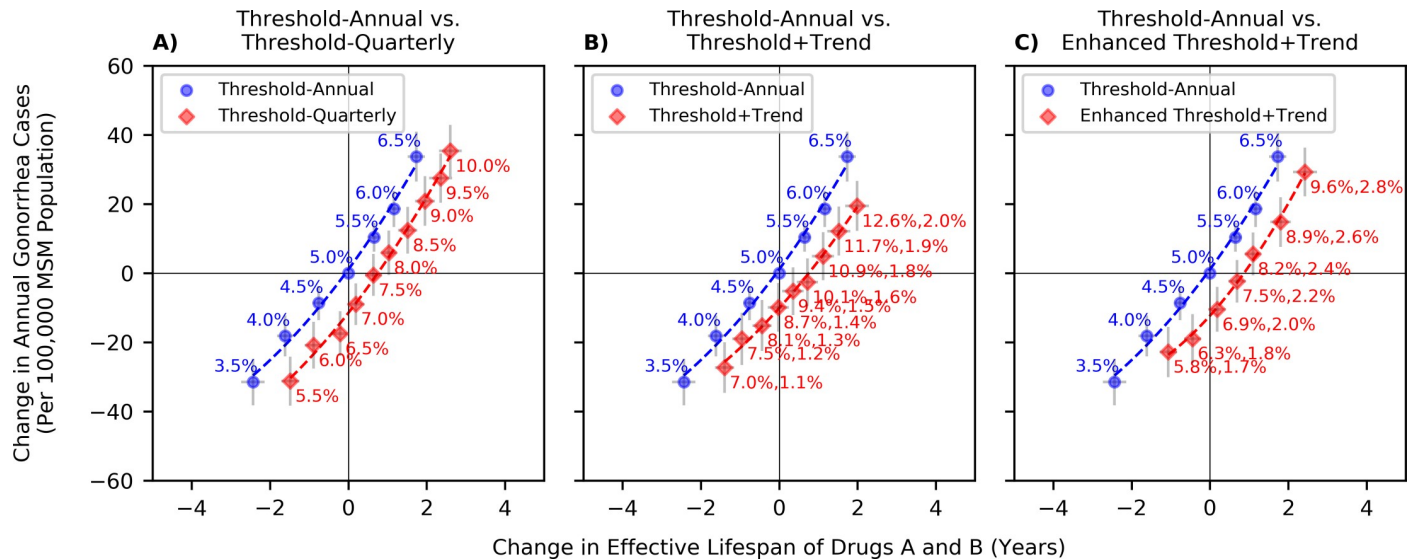 Threshold-Annual vs.
Threshold-Quarterly
A)
Threshold-Annual vs.
Threshold+Trend
B)
Threshold-Annual vs.
Enhanced Threshold+Trend
C)
Change in Annual Gonorrhea Cases
(Per 100,000 MSM Population)
60
40
20
0
−20
−40
−60
Threshold-Annual
Threshold-Quarterly
6.5%
6.0%
5.5%
5.0%
4.5%
4.0%
3.5%
10.0%
9.5%
9.0%
8.5%
8.0%
7.5%
7.0%
6.5%
6.0%
5.5%
−4 −2 0 2 4
Threshold-Annual
Threshold+Trend
6.5%
6.0%
5.5%
5.0%
4.5%
4.0%
3.5%
12.6%,2.0%
11.7%,1.9%
10.9%,1.8%
10.1%,1.6%
9.4%,1.5%
8.7%,1.4%
8.1%,1.3%
7.5%,1.2%
7.0%,1.1%
−4 −2 0 2 4
Threshold-Annual
Enhanced Threshold+Trend
6.5%
6.0%
5.5%
5.0%
4.5%
4.0%
3.5%
9.6%,2.8%
8.9%,2.6%
8.2%,2.4%
7.5%,2.2%
6.9%,2.0%
6.3%,1.8%
5.8%,1.7%
−4 −2 0 2 4
Change in Effective Lifespan of Drugs A and B (Years)